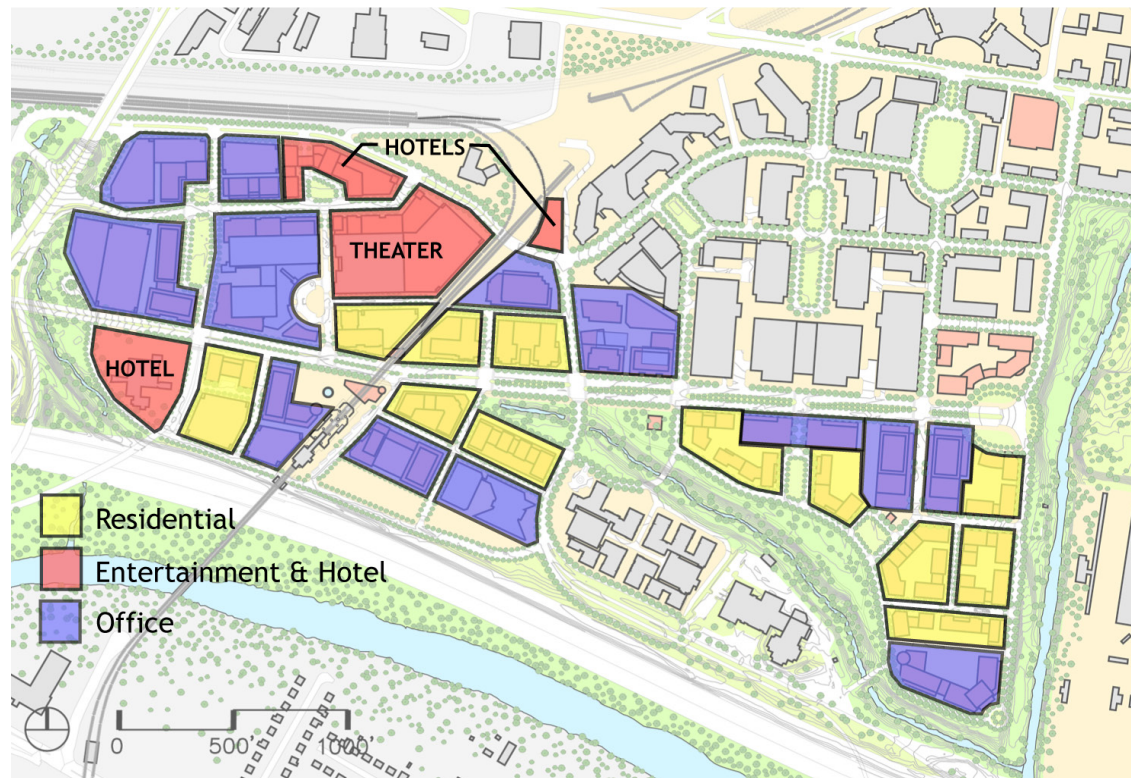 HOTELS
THEATER
HOTEL
Residential
Entertainment & Hotel
Office
0 500' 1000'